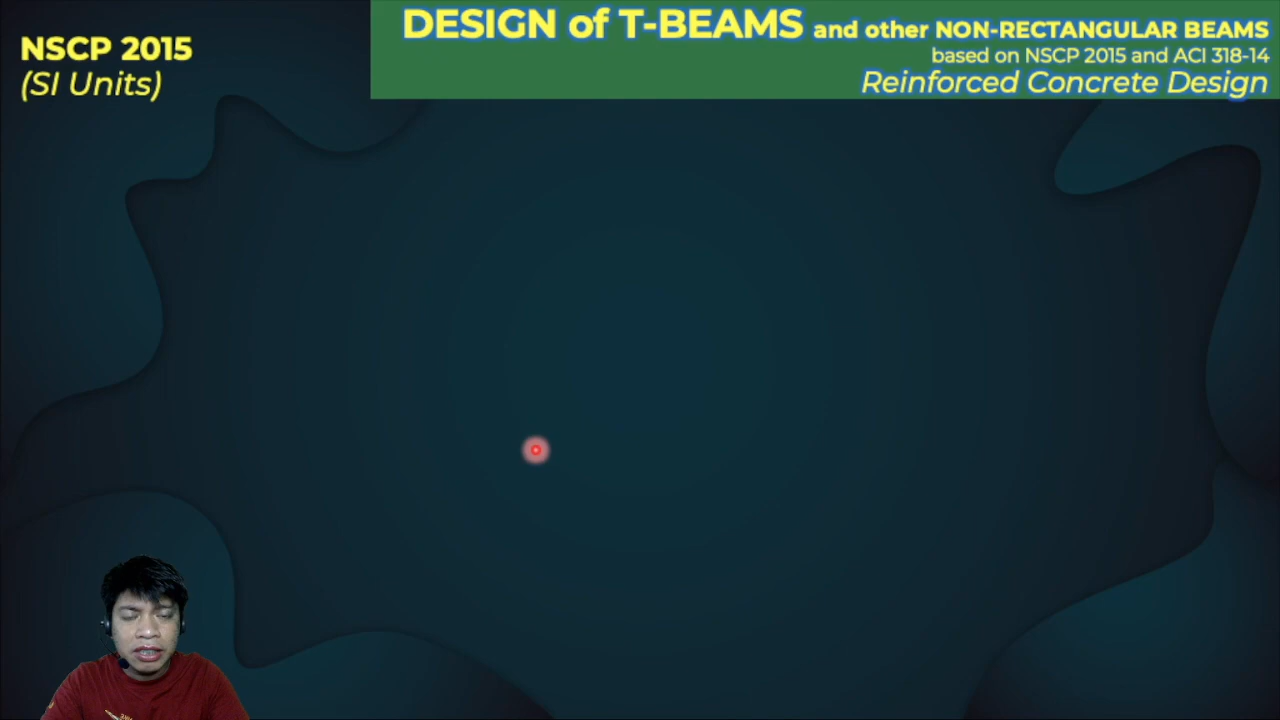 NSCP 2015
(SI Units)
DESIGN of T-BEAMS and other NON-RECTANGULAR BEAMS
based on NSCP 2015 and ACI 318-14
Reinforced Concrete Design